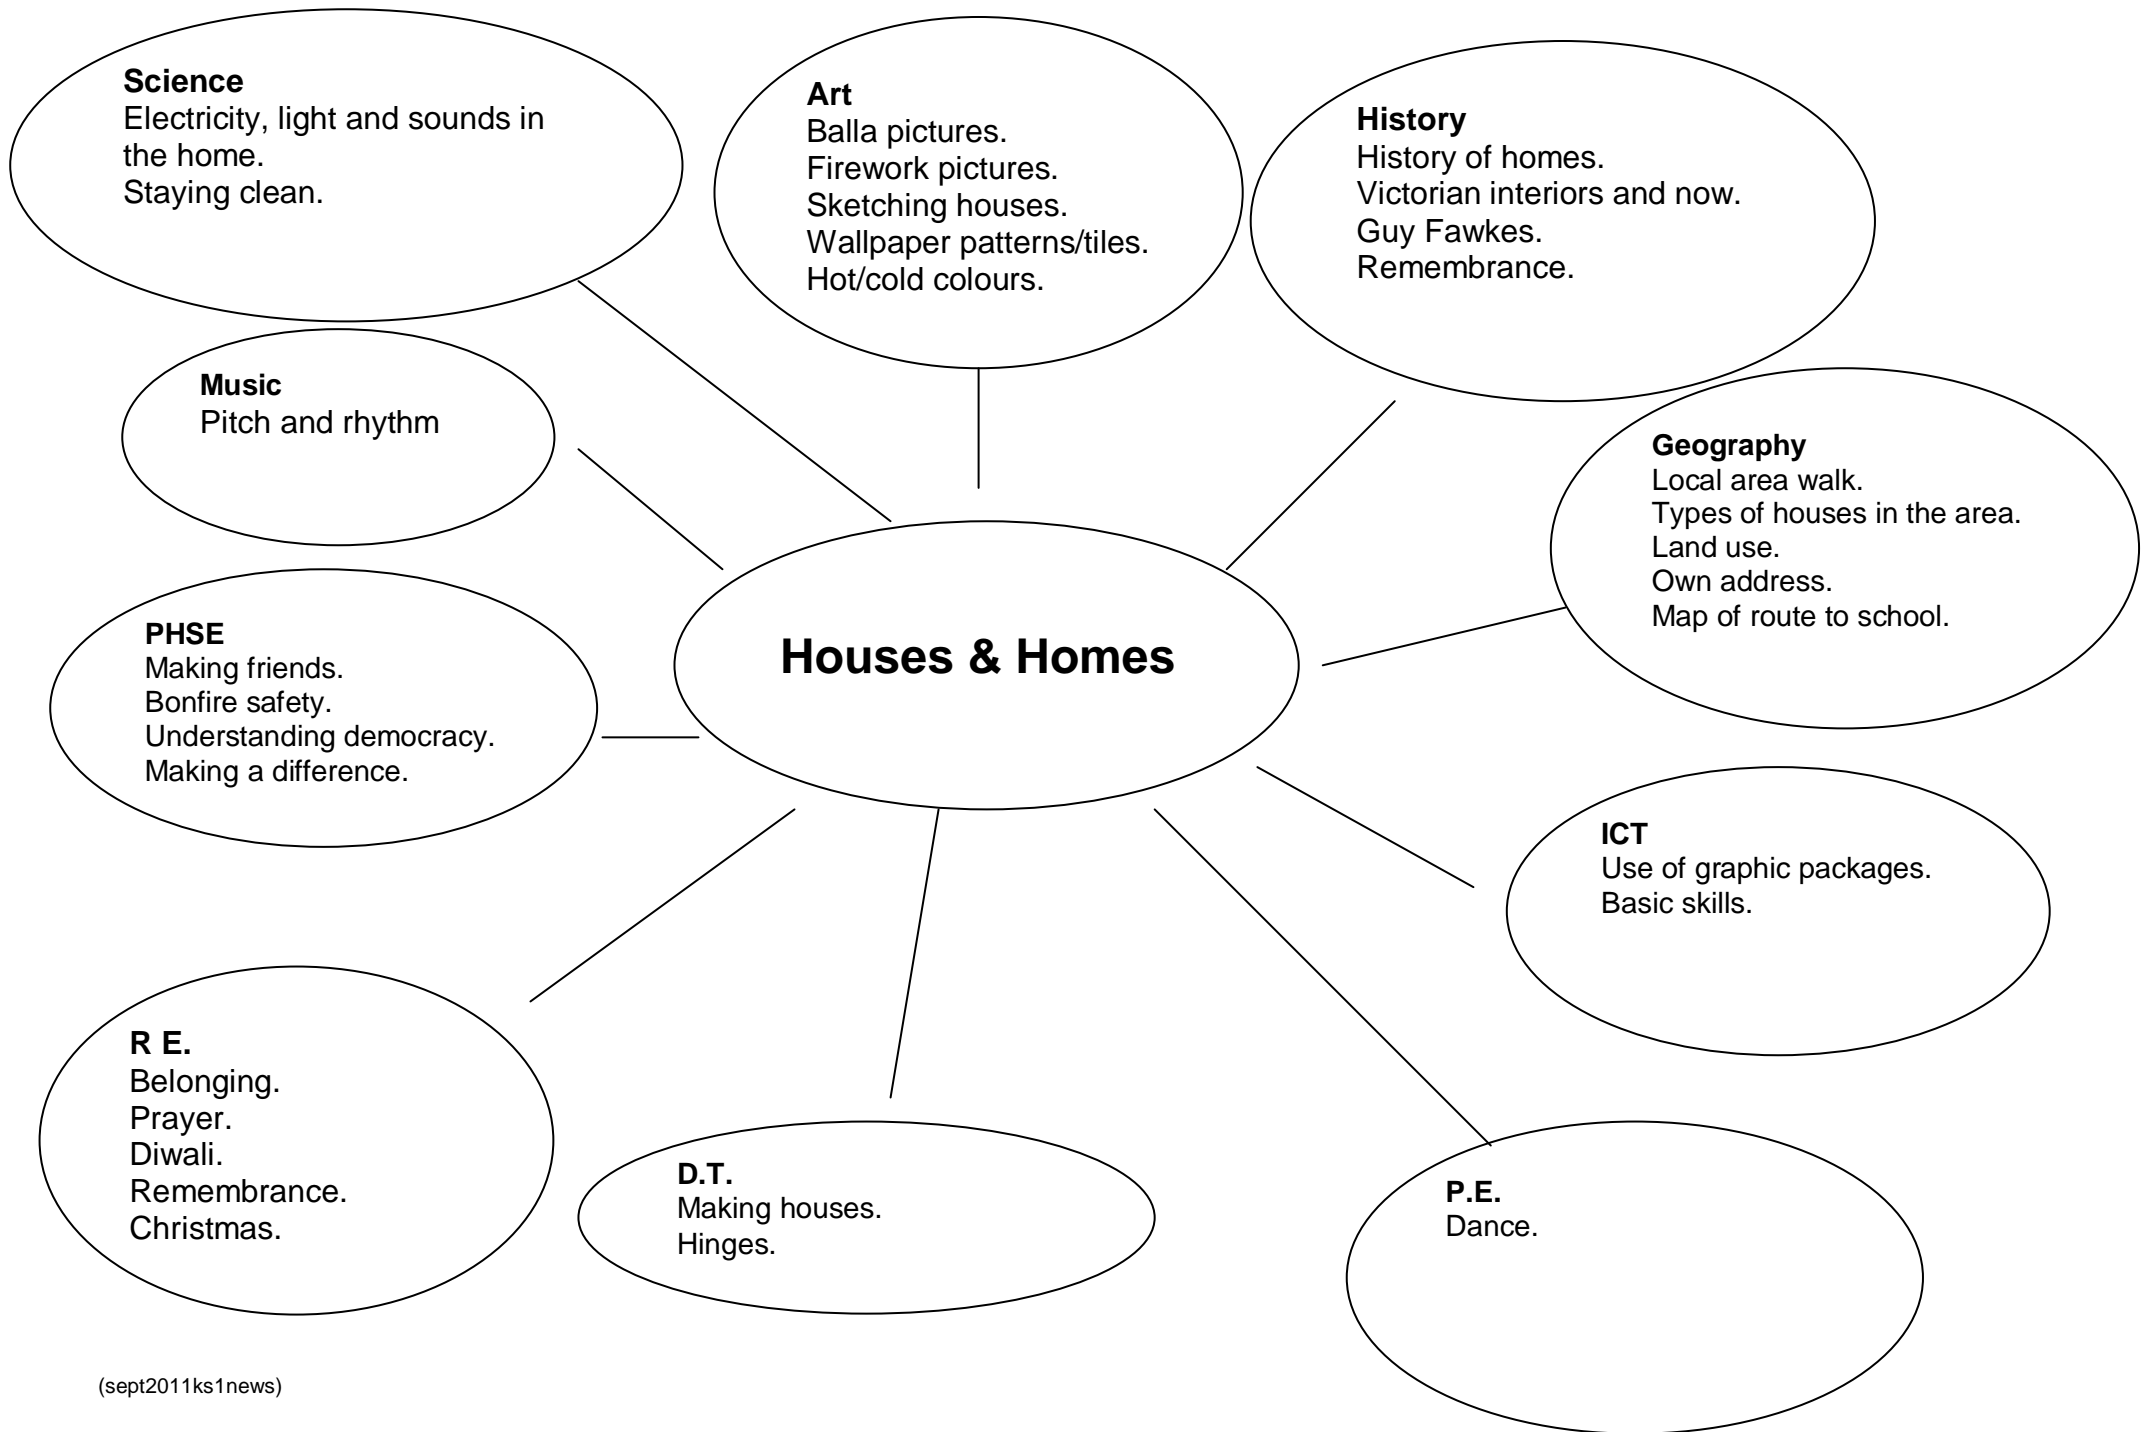 Science
Electricity, light and sounds in
the home.
Staying clean.
Art
Balla pictures.
Firework pictures.
Sketching houses.
Wallpaper patterns/tiles.
Hot/cold colours.
History
History of homes.
Victorian interiors and now.
Guy Fawkes.
Remembrance.
Music
Pitch and rhythm
Geography
Local area walk.
Types of houses in the area.
Land use.
Own address.
Map of route to school.
PHSE
Making friends.
Bonfire safety.
Understanding democracy.
Making a difference.
Houses & Homes
ICT
Use of graphic packages.
Basic skills.
R E.
Belonging.
Prayer.
Diwali.
Remembrance.
Christmas.
D.T.
Making houses.
Hinges.
P.E.
Dance.
(sept2011ks1news)